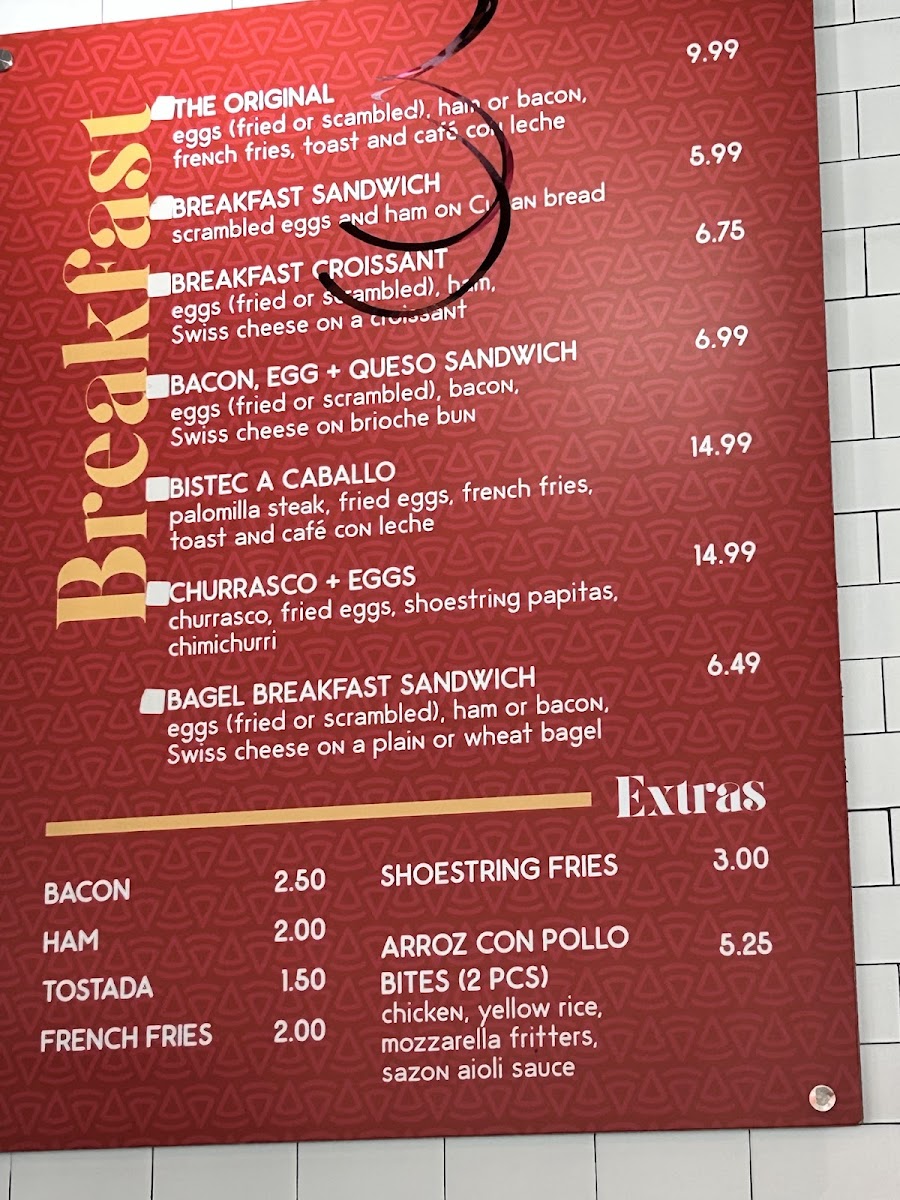 Breakfast
THE ORIGINAL 9.99
eggs (fried or scambled), ham or bacon,
french fries, toast and café con leche
BREAKFAST SANDWICH 5.99
scrambled eggs and ham on Cuban bread
BREAKFAST CROISSANT 6.75
eggs (fried or scrambled), ham,
Swiss cheese on a croissant
BACON, EGG + QUESO SANDWICH 6.99
eggs (fried or scrambled), bacon,
Swiss cheese on brioche bun
BISTEC A CABALLO 14.99
palomilla steak, fried eggs, french fries,
toast and café con leche
CHURRASCO + EGGS 14.99
churrasco, fried eggs, shoestring papitas,
chimichurri
BAGEL BREAKFAST SANDWICH 6.49
eggs (fried or scrambled), ham or bacon,
Swiss cheese on a plain or wheat bagel
Extras
BACON 2.50
HAM 2.00
TOSTADA 1.50
FRENCH FRIES 2.00
SHOESTRING FRIES 3.00
ARROZ CON POLLO 5.25
BITES (2 PCS)
chicken, yellow rice,
mozzarella fritters,
sazon aioli sauce